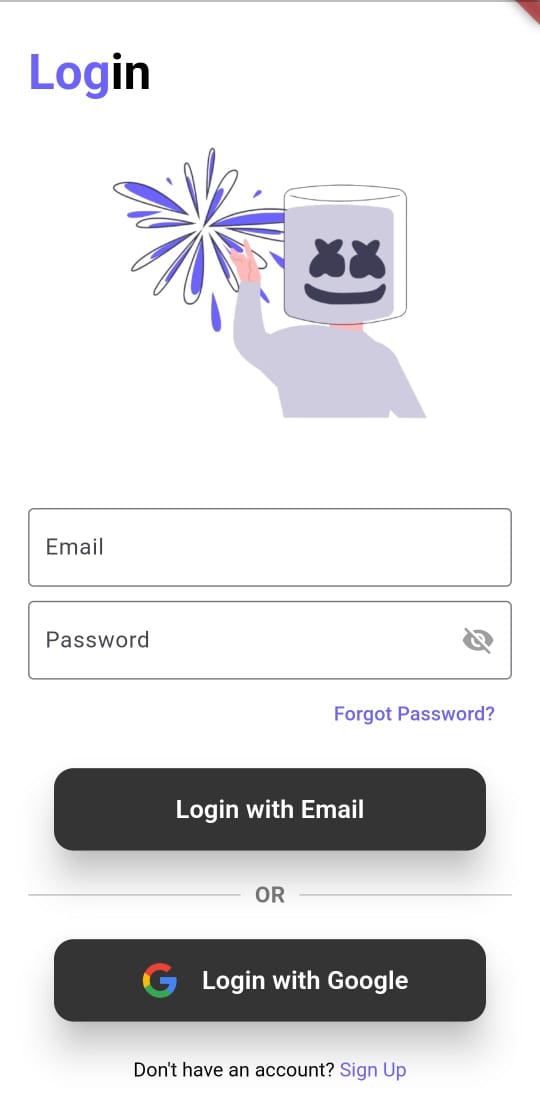 Login
Email
Password
Forgot Password?
Login with Email
OR
Login with Google
Don't have an account? Sign Up